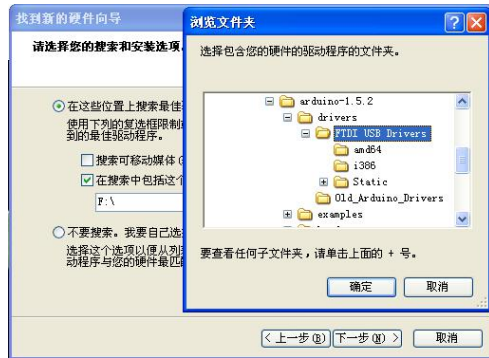 找到新的硬件向导
请选择您的搜索和安装选项
在这些位置上搜索最佳
使用下列的复选框限制
到的最佳驱动程序。
搜索可移动媒体
在搜索中包括这个
F:\
不要搜索。我要自己选
选择这个选项以便从列
动程序与您的硬件最匹
浏览文件夹
选择包含您的硬件的驱动程序的文件夹。
arduino-1.5.2
drivers
FTDI USB Drivers
amd64
i386
Static
Old_Arduino_Drivers
examples
要查看任何子文件夹，请单击上面的 + 号。
确定
取消
< 上一步(B)
下一步(N) >
取消